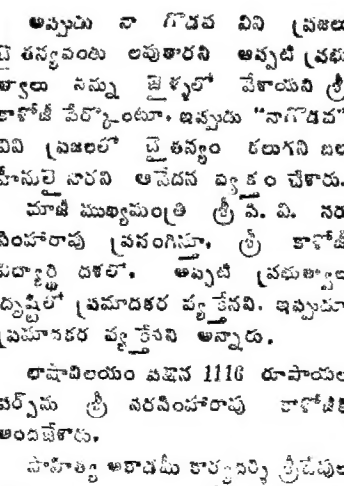 అప్పుడు నా గొడవ విని ప్రజలు
చైతన్యవంతు లవుతారని అప్పటి ప్రభు
త్వాలు నన్ను జైళ్ళలో వేశాయని శ్రీ
కాళోజీ పేర్కొంటూ, ఇప్పుడు "నాగొడవ"
విని ప్రజలలో చైతన్యం కలుగని బల
హీనులై నారని ఆవేదన వ్యక్తం చేశారు.
మాజీ ముఖ్యమంత్రి శ్రీ పి. వి. నర
సింహారావు ప్రసంగిస్తూ, శ్రీ కాళోజీ
విద్యార్థి దశలో, అప్పటి ప్రభుత్వాల
దృష్టిలో ప్రమాదకర వ్యక్తేనని, ఇప్పుడూ
ప్రమాదకర వ్యక్తేనని అన్నారు.
భాషానిలయం పక్షాన 1116 రూపాయల
పర్స్‌ను శ్రీ నరసింహారావు కాళోజీకి
అందజేశారు.
సాహిత్య అకాడమీ కార్యదర్శి శ్రీదేవుల